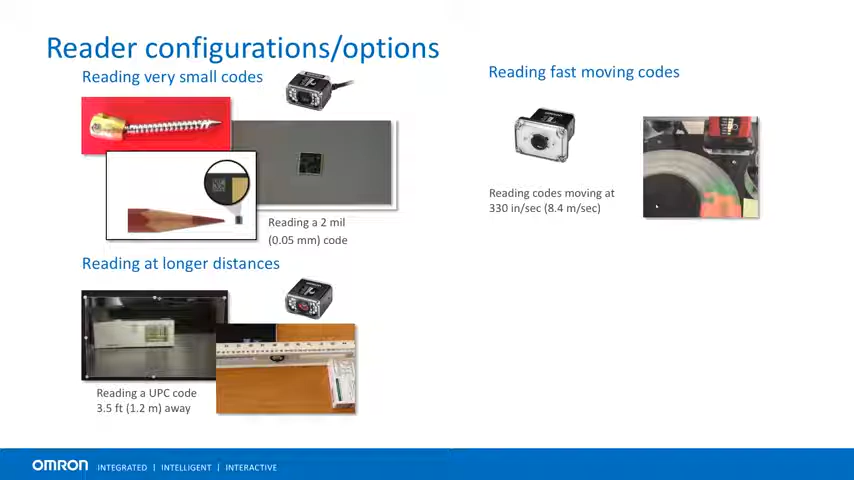 Reader configurations/options
Reading very small codes
Reading a 2 mil
(0.05 mm) code
Reading at longer distances
Reading a UPC code
3.5 ft (1.2 m) away
Reading fast moving codes
Reading codes moving at
330 in/sec (8.4 m/sec)
OMRON INTEGRATED | INTELLIGENT | INTERACTIVE